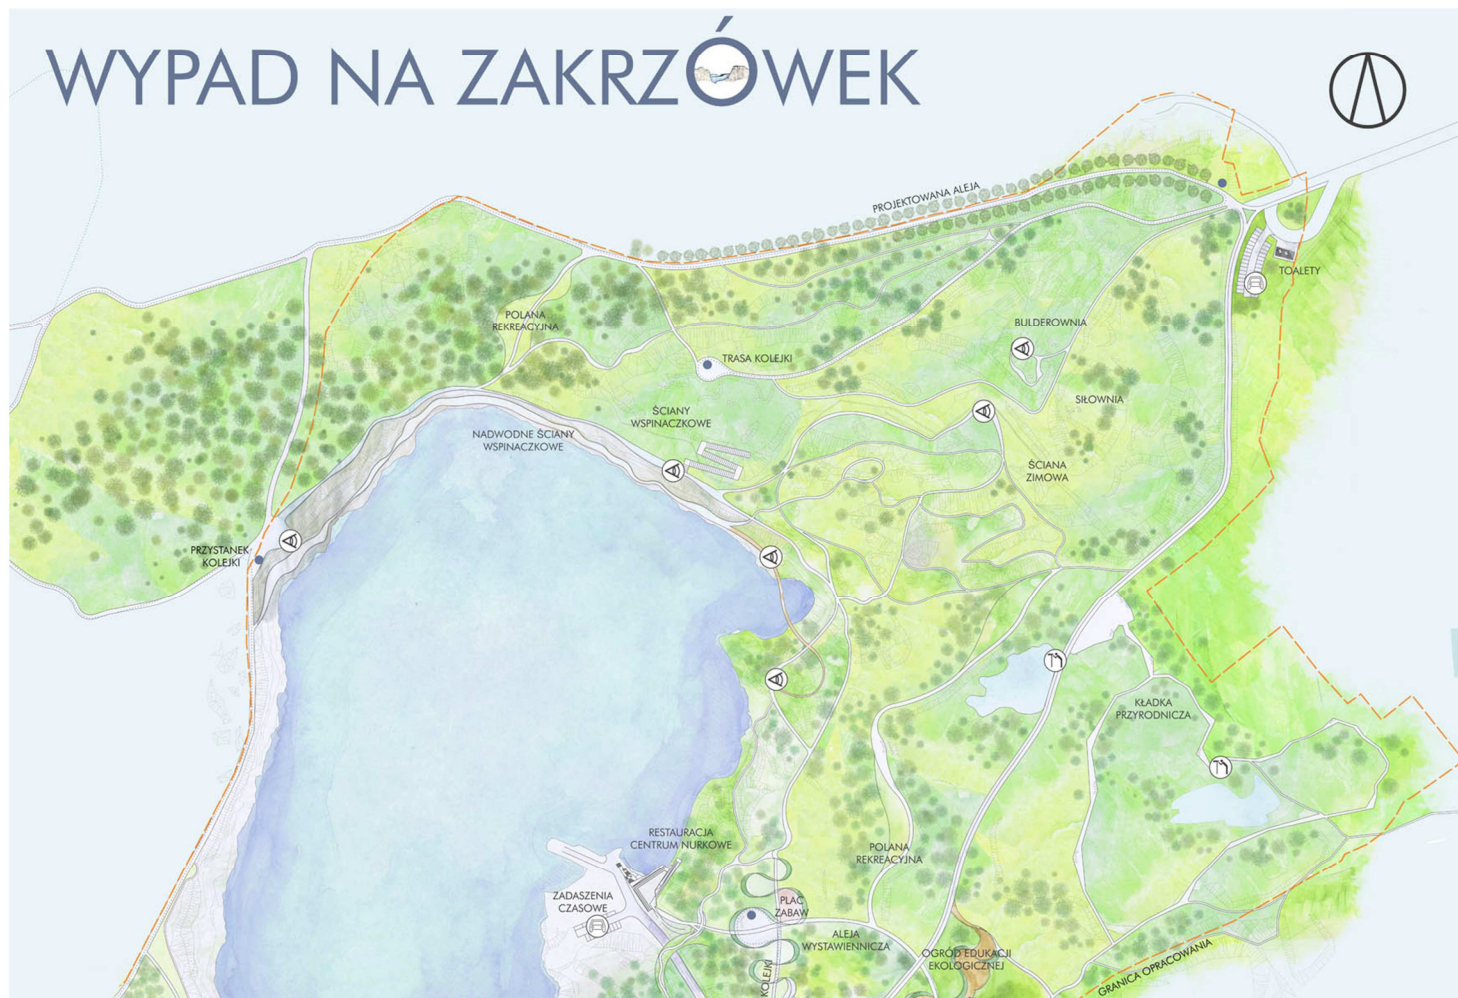 WYPAD NA ZAKRZÓWEK
PROJEKTOWANA ALEJA
TOALETY
POLANA
REKREACYJNA
BULDEROWNIA
TRASA KOLEJKI
SIŁOWNIA
ŚCIANY
WSPINACZKOWE
NADWODNE ŚCIANY
WSPINACZKOWE
ŚCIANA
ZIMOWA
PRZYSTANEK
KOLEJKI
KŁADKA
PRZYRODNICZA
RESTAURACJA
CENTRUM NURKOWE
POLANA
REKREACYJNA
ZADASZENIA
CZASOWE
PLAC
ZABAW
ALEJA
WYSTAWIENNICZA
OGRÓD EDUKACJI
EKOLOGICZNEJ
GRANICA OPRACOWANIA
KOLEJKI